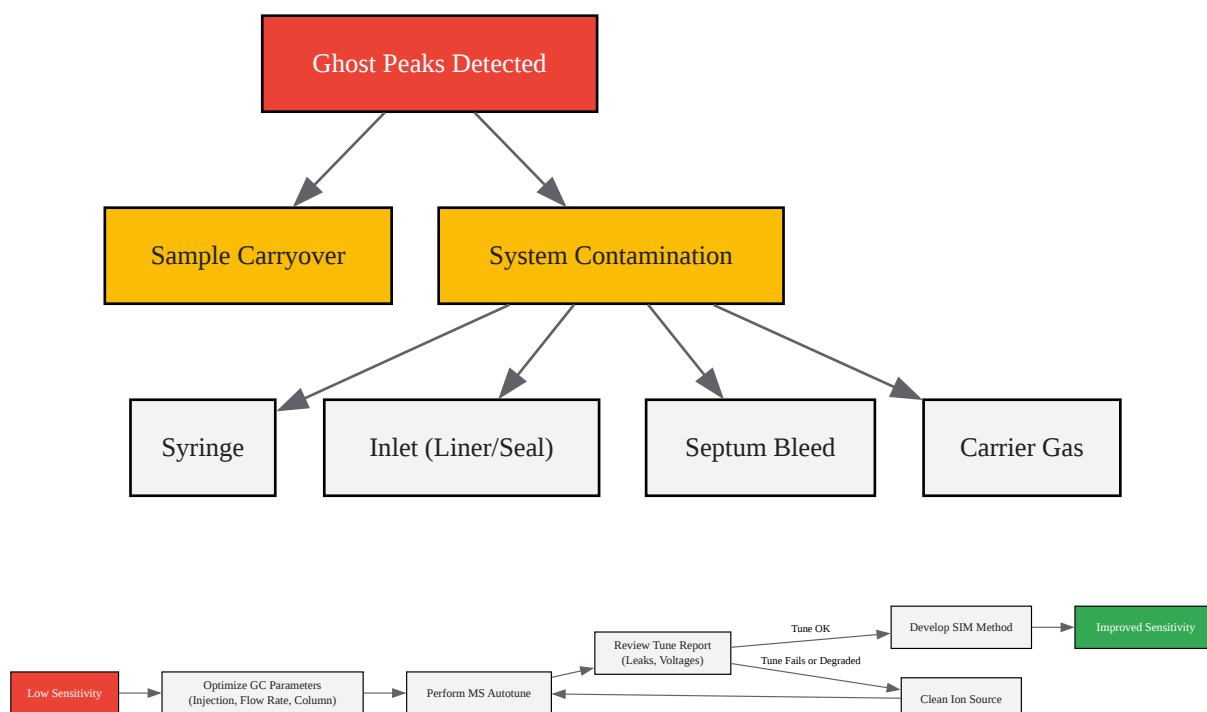 Ghost Peaks Detected
Sample Carryover
System Contamination
Syringe
Inlet (Liner/Seal)
Septum Bleed
Carrier Gas
Low Sensitivity
Optimize GC Parameters
(Injection, Flow Rate, Column)
Perform MS Autotune
Review Tune Report
(Leaks, Voltages)
Tune OK
Tune Fails or Degraded
Develop SIM Method
Improved Sensitivity
Clean Ion Source